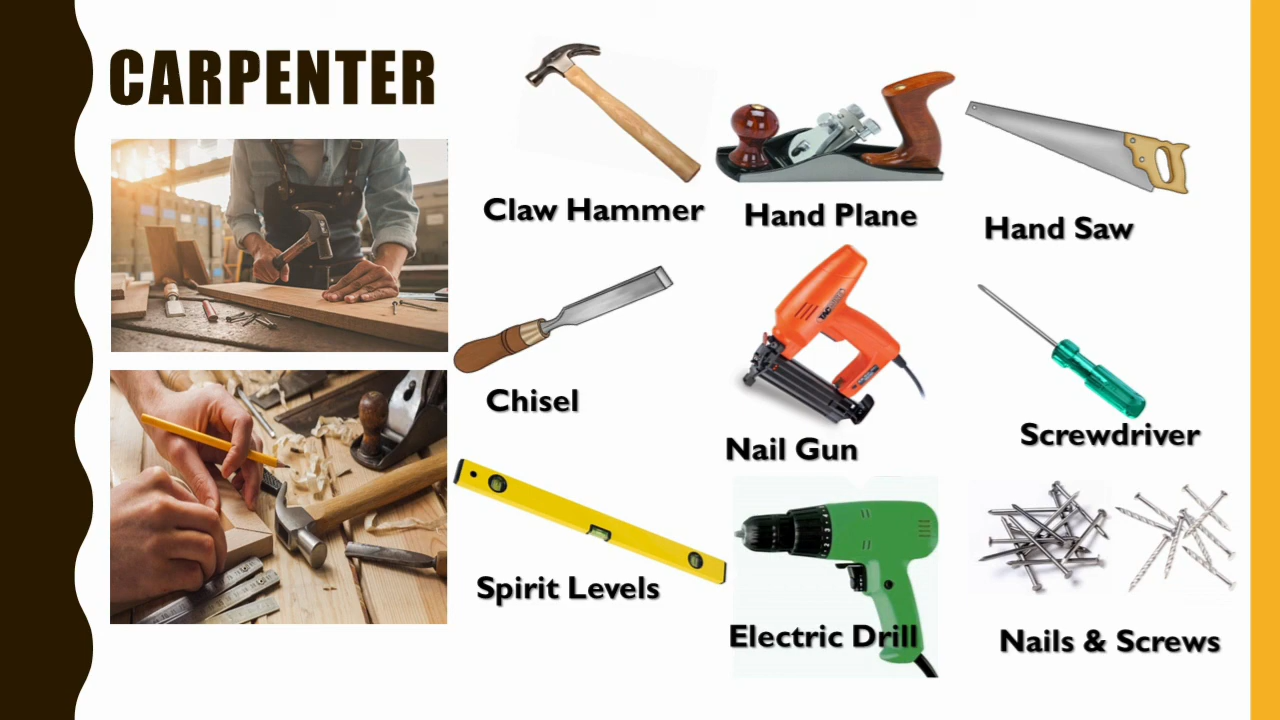 CARPENTER
Claw Hammer
Hand Plane
Hand Saw
Chisel
Nail Gun
Screwdriver
Spirit Levels
Electric Drill
Nails & Screws